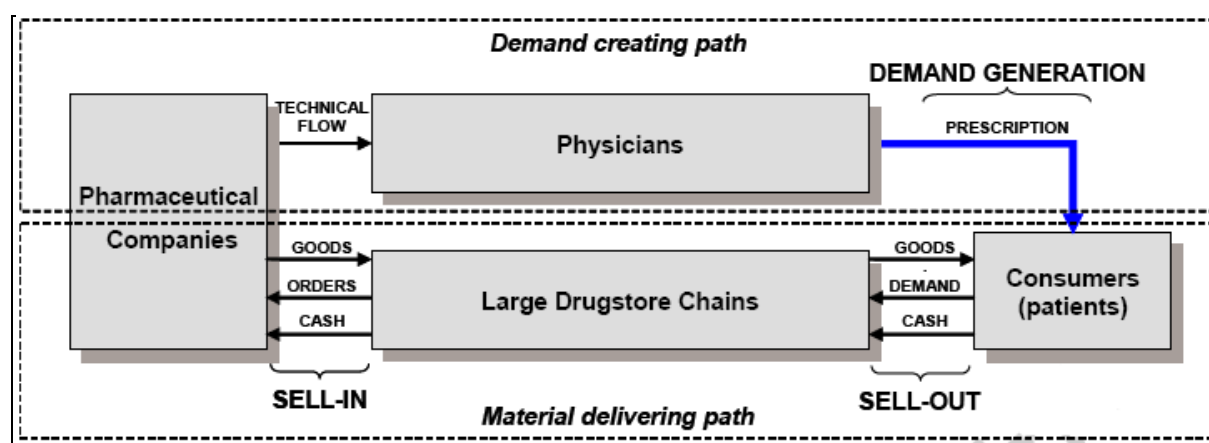 Demand creating path
DEMAND GENERATION
TECHNICAL
FLOW
PRESCRIPTION
Physicians
Pharmaceutical
Companies
GOODS
ORDERS
CASH
Large Drugstore Chains
GOODS
DEMAND
CASH
Consumers
(patients)
SELL-IN
SELL-OUT
Material delivering path